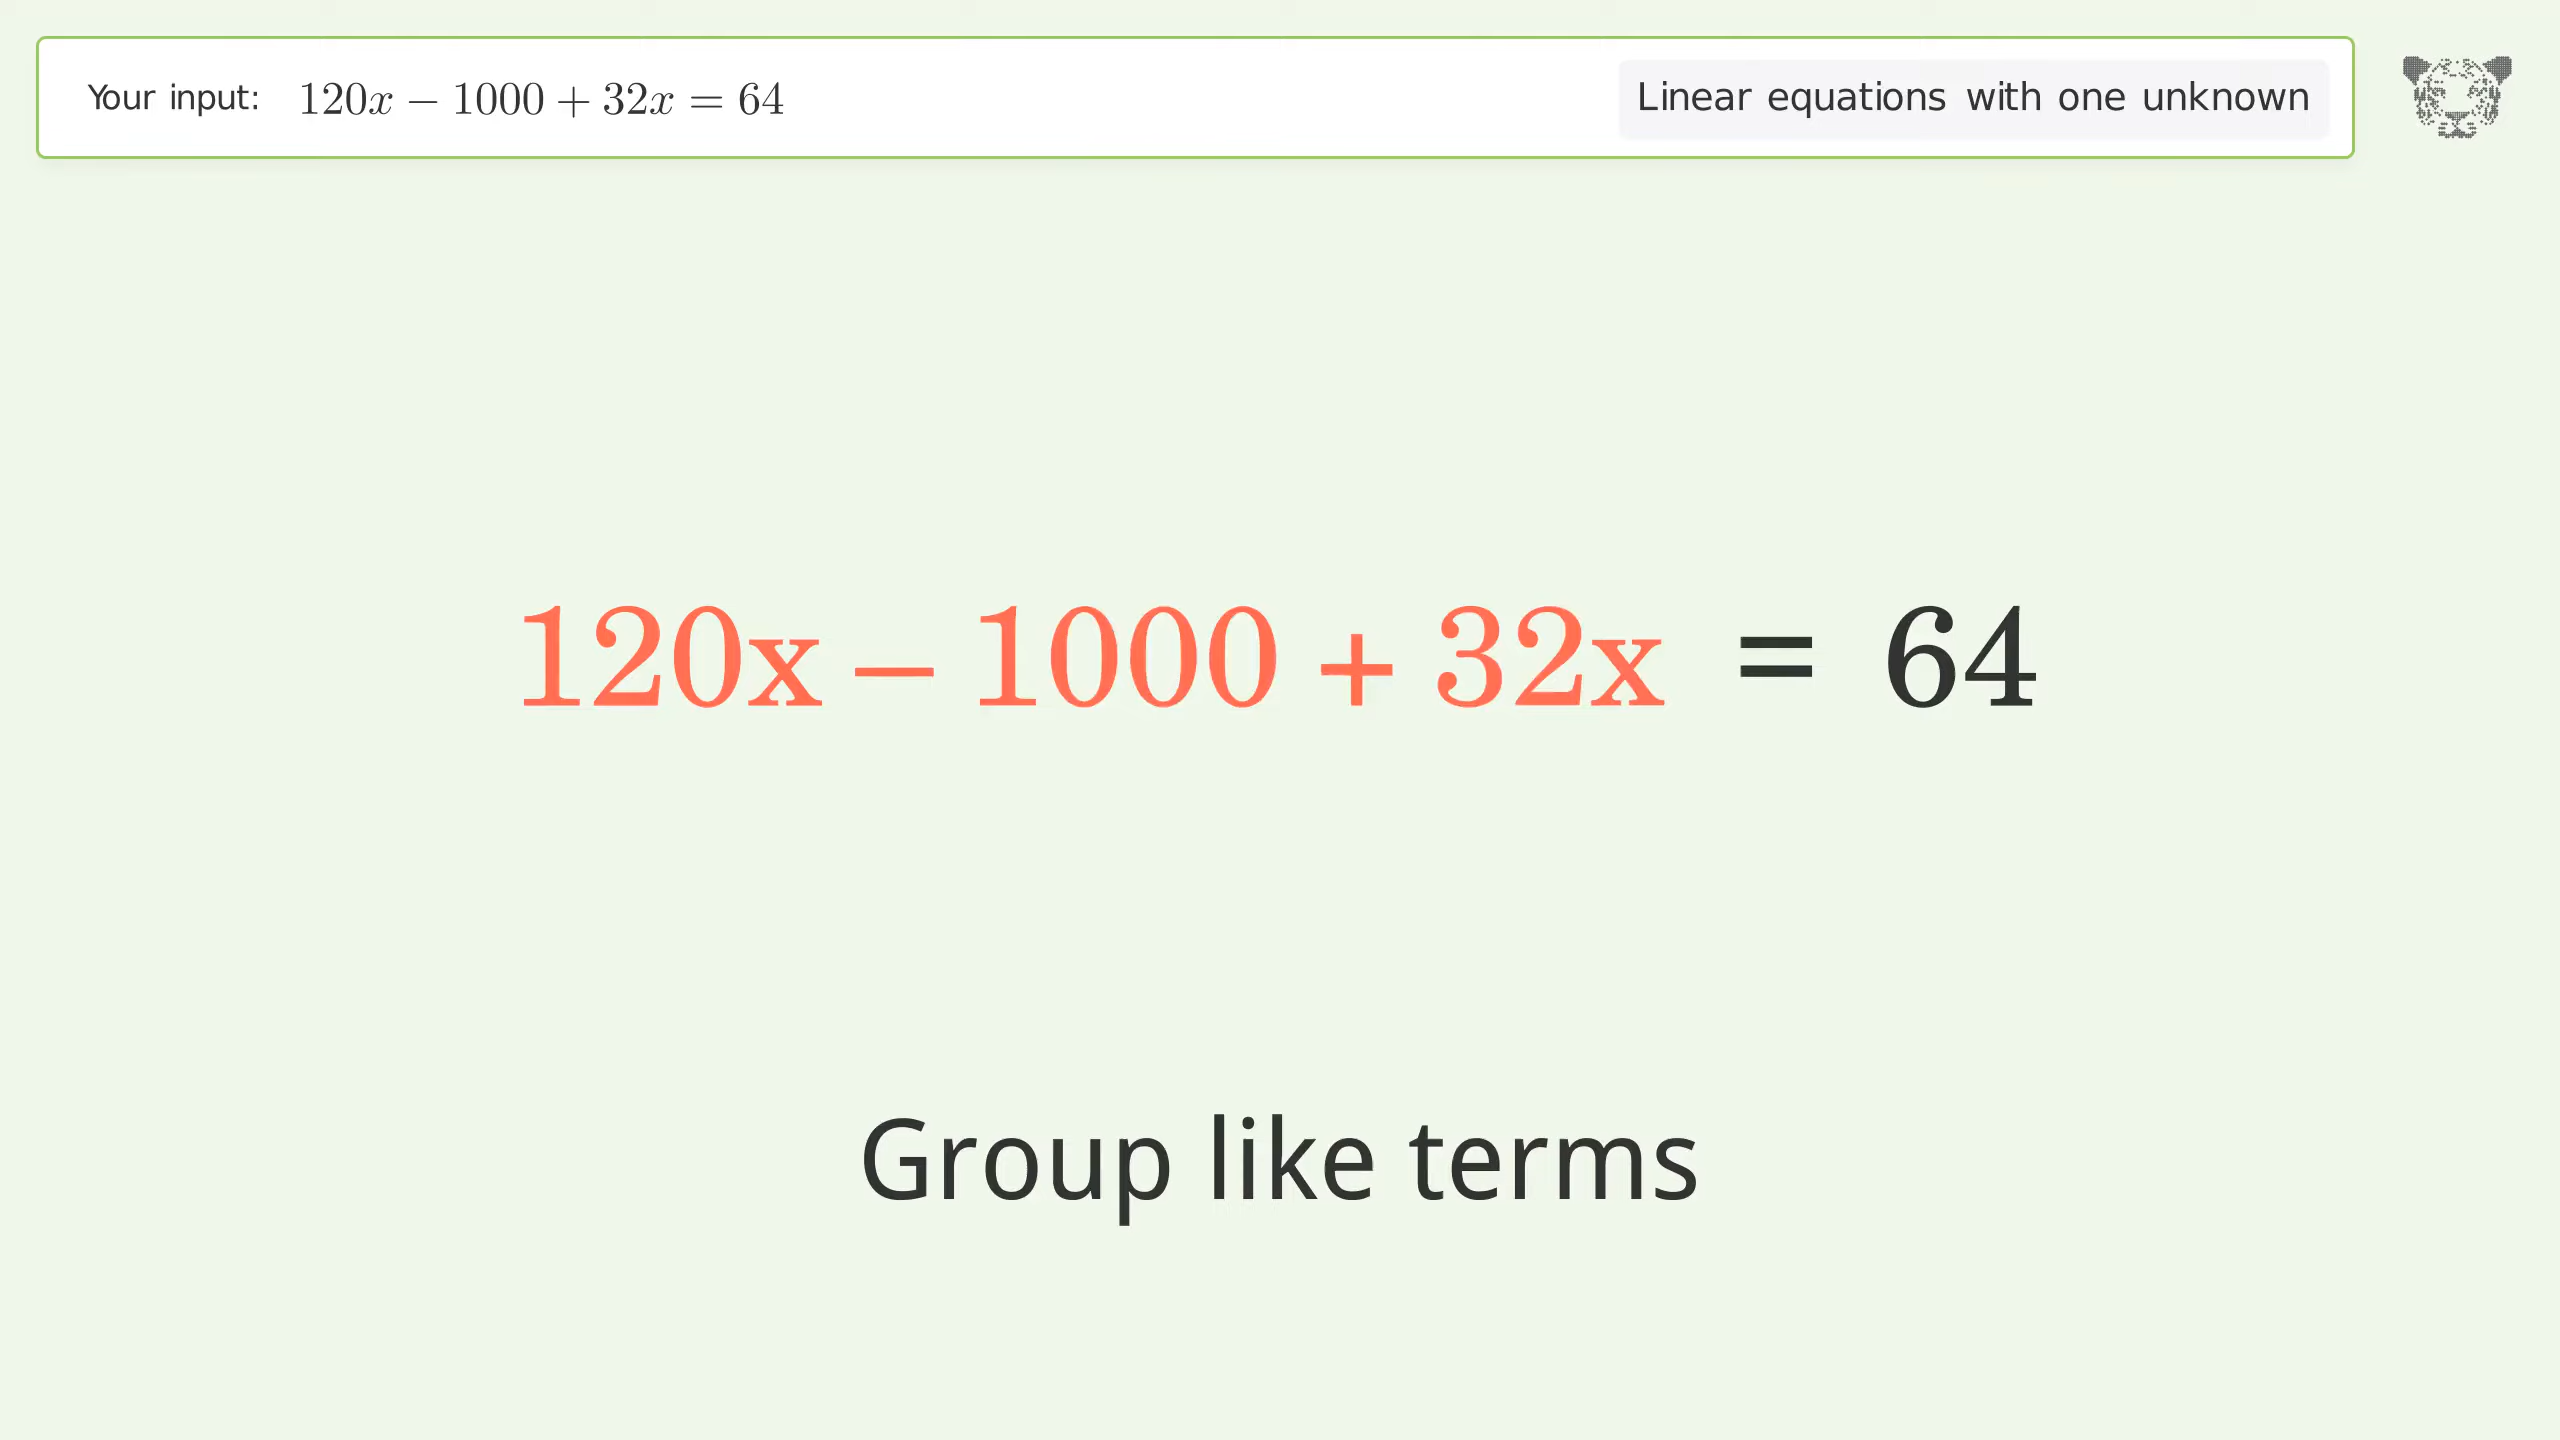 Your input: 120x − 1000 + 32x = 64
Linear equations with one unknown
120x – 1000 + 32x = 64
Group like terms